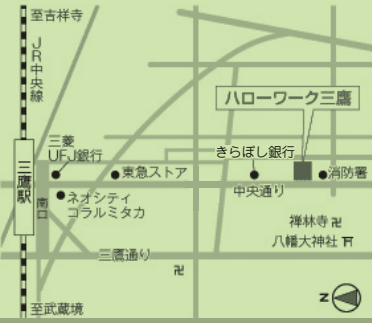 至吉祥寺
JR中央線
ハローワーク三鷹
三菱
UFJ銀行
東急ストア
きらぼし銀行
消防署
三鷹駅
南口
ネオシティ
コラルミタカ
中央通り
禅林寺卍
八幡大神社
三鷹通り
卍
至武蔵境
N